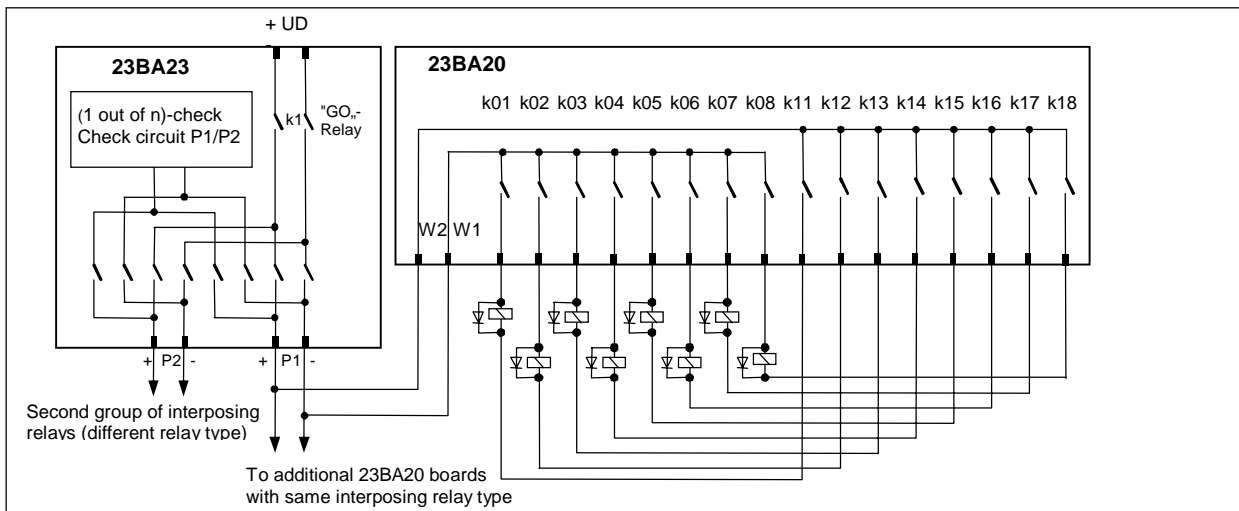 + UD
-
23BA23
23BA20
(1 out of n)-check
Check circuit P1/P2
k1
"GO„-
Relay
k01 k02 k03 k04 k05 k06 k07 k08 k11 k12 k13 k14 k15 k16 k17 k18
W2 W1
+ P2 - + P1 -
Second group of interposing
relays (different relay type)
To additional 23BA20 boards
with same interposing relay type